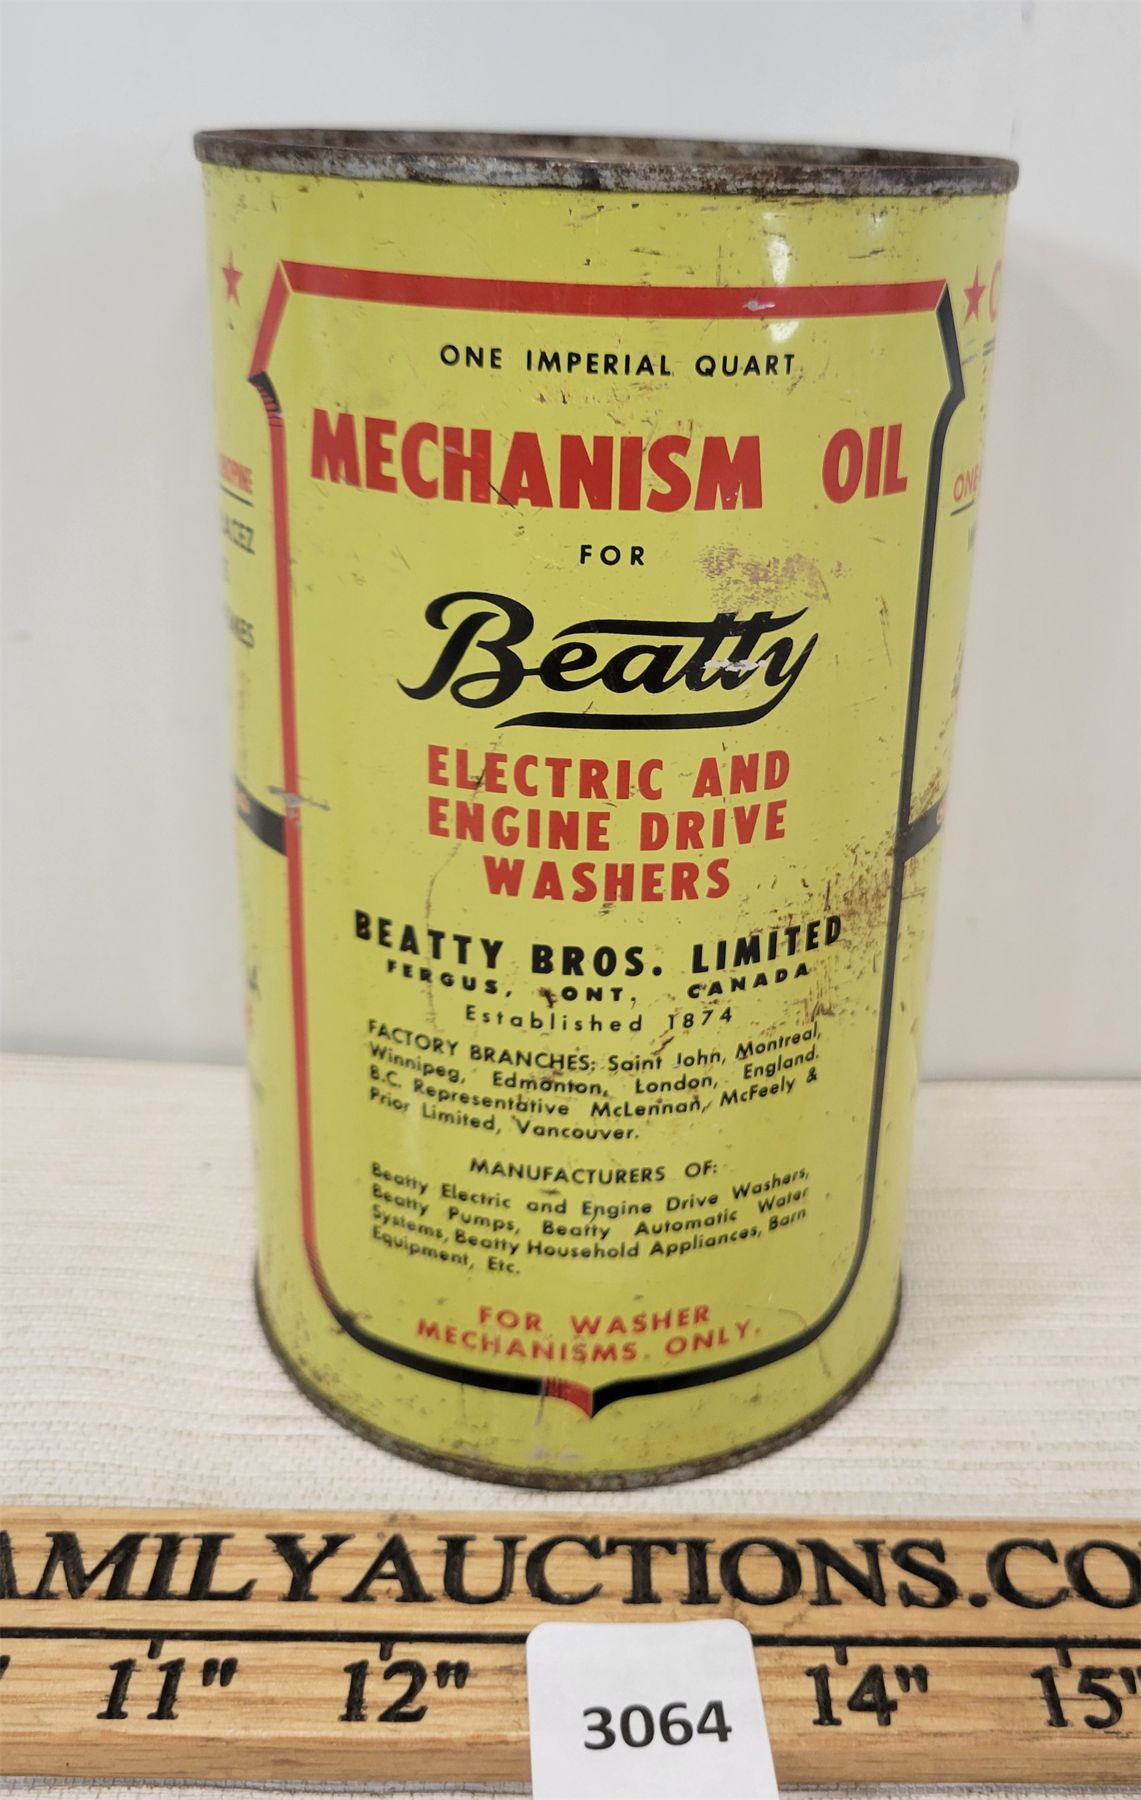 ONE IMPERIAL QUART
MECHANISM OIL
FOR
Beatty
ELECTRIC AND
ENGINE DRIVE
WASHERS
BEATTY BROS. LIMITED
FERGUS, ONT, CANADA
Established 1874
FACTORY BRANCHES: Saint John, Montreal,
Winnipeg, Edmonton, London, England.
B.C. Representative McLennan, McFeely &
Prior Limited, Vancouver.
MANUFACTURERS OF:
Beatty Electric and Engine Drive Washers,
Beatty Pumps, Beatty Automatic Water
Systems, Beatty Household Appliances, Barn
Equipment, Etc.
FOR WASHER
MECHANISMS ONLY.
AMILYAUCTIONS.CO
11" 12" 14" 15"
3064